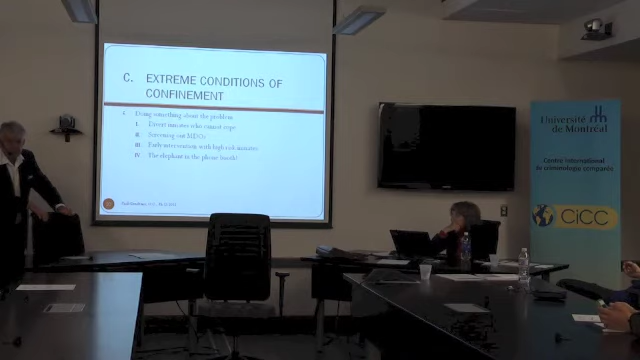 C. EXTREME CONDITIONS OF
CONFINEMENT
4. Doing something about the problem
I. Divert inmates who cannot cope
II. Screening out MDOs
III. Early intervention with high risk inmates
IV. The elephant in the phone booth!
Université
de Montréal
Centre international
de criminologie comparée
CiCC